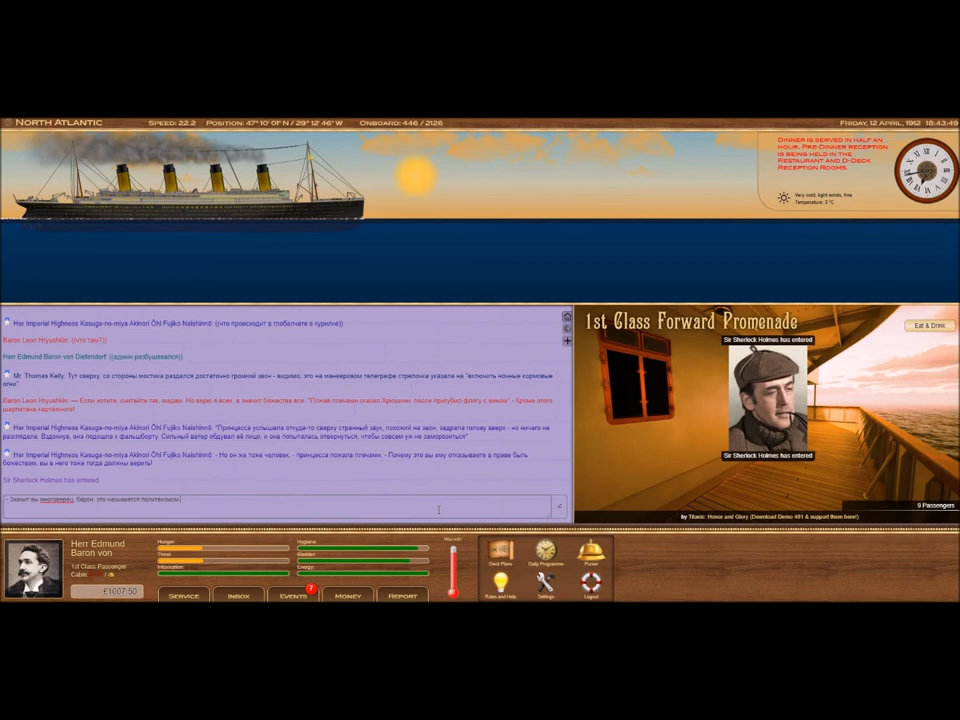 NORTH ATLANTIC
SPEED: 22.2 POSITION: 47° 10' 01" N / 29° 12' 46" W ONBOARD: 446 / 2126
FRIDAY, 12 APRIL, 1912 18:43:49
DINNER IS SERVED IN HALF AN
HOUR. PRE-DINNER RECEPTION
IS BEING HELD IN THE
RESTAURANT AND D-DECK
RECEPTION ROOMS.
Very cold, light winds, fine
Temperature: 3 °C
Her Imperial Highness Kasuga-no-miya Akinori Ōhi Fujiko Naishinnō: ((что происходит в глобалчате в курилке))
Baron Leon Hryushkin: ((что там?))
Herr Edmund Baron von Diefendorf: ((админ разбушевался))
Mr. Thomas Kelly: Тут сверху, со стороны мостика раздался достаточно громкий звон - видимо, это на маневровом телеграфе стрелочка указала на "включить ночные кормовые
огни"
Baron Leon Hryushkin: — Если хотите, считайте так, мадам. Но верю я всех, а значит божества все. "Пожав плечами сказал Хрюшкин, после пригубил флягу с вином" - Кроме этого
шарлатана картёжного!
Her Imperial Highness Kasuga-no-miya Akinori Ōhi Fujiko Naishinnō: "Принцесса услышала откуда-то сверху странный звук, похожий на звон, задрала голову вверх - но ничего не
разглядела. Вздохнув, она подошла к фальшборту. Сильный ветер обдувал её лицо, и она попыталась отвернуться, чтобы совсем уж не заморозиться"
Her Imperial Highness Kasuga-no-miya Akinori Ōhi Fujiko Naishinnō: - Но он же тоже человек, - принцесса пожала плечами. - Почему это вы ему отказываете в праве быть
божеством, вы в него тоже тогда должны верить!
Sir Sherlock Holmes has entered
- Значит вы многоверец, барон, это называется политеизмом
1st Class Forward Promenade
Eat & Drink
Sir Sherlock Holmes has entered
Sir Sherlock Holmes has entered
9 Passengers
by Titanic: Honor and Glory (Download Demo 401 & support them here!)
Herr Edmund
Baron von
1st Class Passenger
Cabin:
£1007.50
Hunger:
Thirst:
Intoxication:
Hygiene:
Bladder:
Energy:
Warmth:
SERVICE INBOX EVENTS 7 MONEY REPORT
Deck Plans Daily Programme Purser
Rules and Help Settings Logout